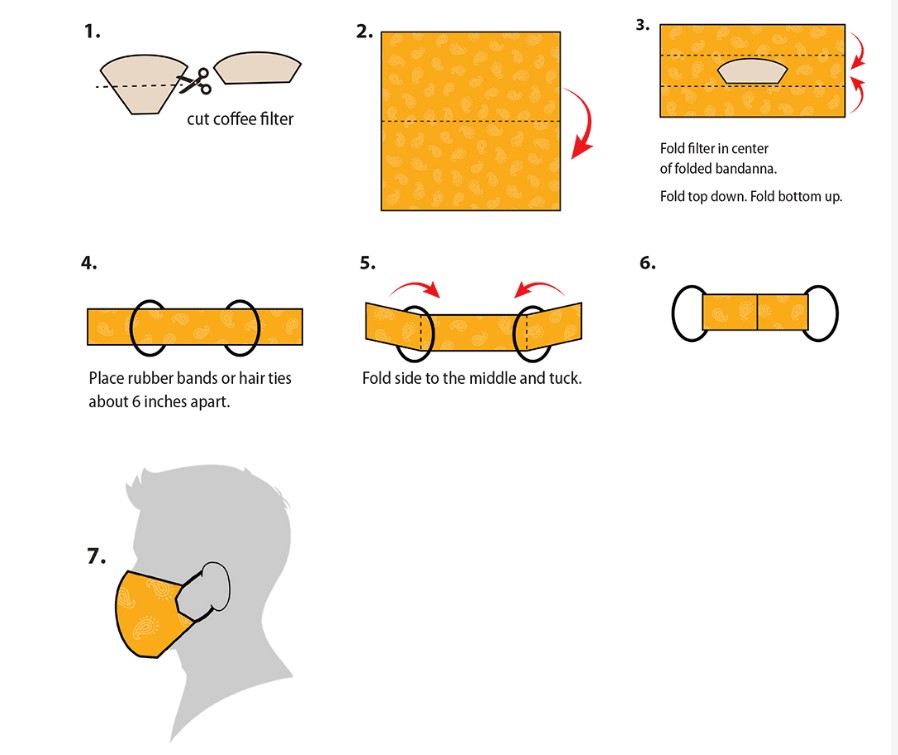 1.
cut coffee filter
2.
3.
Fold filter in center
of folded bandanna.
Fold top down. Fold bottom up.
4.
Place rubber bands or hair ties
about 6 inches apart.
5.
Fold side to the middle and tuck.
6.
7.